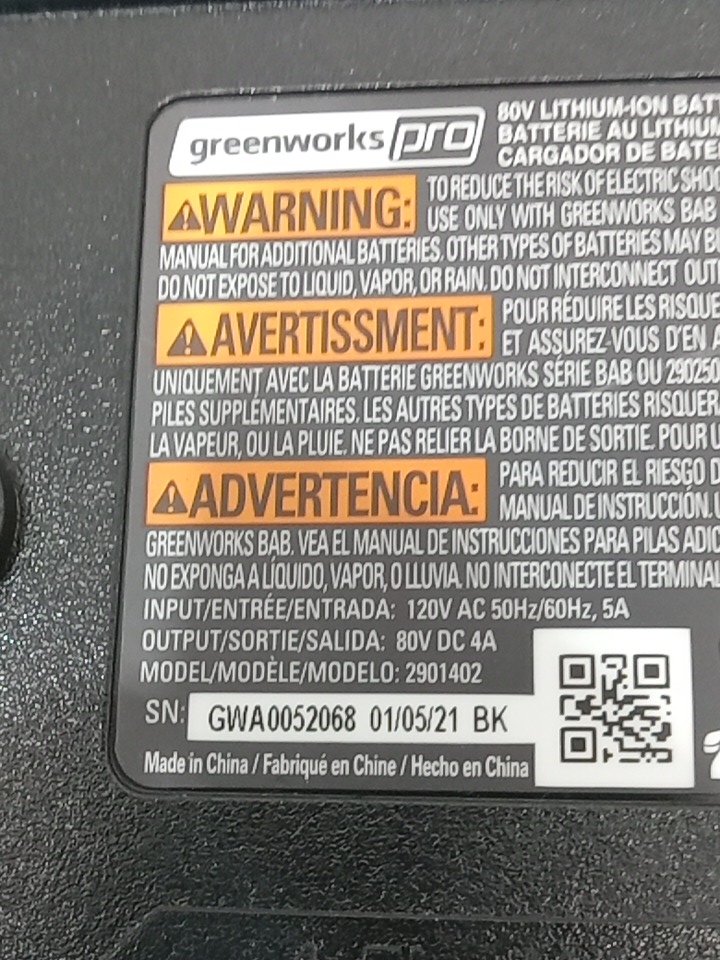 greenworks pro
80V LITHIUM-ION BATT
BATTERIE AU LITHIUM
CARGADOR DE BATE
WARNING: TO REDUCE THE RISK OF ELECTRIC SHOC
USE ONLY WITH GREENWORKS BAB
MANUAL FOR ADDITIONAL BATTERIES. OTHER TYPES OF BATTERIES MAY B
DO NOT EXPOSE TO LIQUID, VAPOR, OR RAIN. DO NOT INTERCONNECT OUT
AVERTISSMENT: POUR RÉDUIRE LES RISQUE
ET ASSUREZ-VOUS D'EN A
UNIQUEMENT AVEC LA BATTERIE GREENWORKS SÉRIE BAB OU 290250
PILES SUPPLÉMENTAIRES. LES AUTRES TYPES DE BATTERIES RISQUER
LA VAPEUR, OU LA PLUIE. NE PAS RELIER LA BORNE DE SORTIE. POUR U
ADVERTENCIA: PARA REDUCIR EL RIESGO D
MANUAL DE INSTRUCCIÓN. U
GREENWORKS BAB. VEA EL MANUAL DE INSTRUCCIONES PARA PILAS ADIC
NO EXPONGA A LÍQUIDO, VAPOR, O LLUVIA. NO INTERCONECTE EL TERMINAL
INPUT/ENTRÉE/ENTRADA: 120V AC 50Hz/60Hz, 5A
OUTPUT/SORTIE/SALIDA: 80V DC 4A
MODEL/MODÈLE/MODELO: 2901402
SN: GWA0052068 01/05/21 BK
Made in China / Fabriqué en Chine / Hecho en China